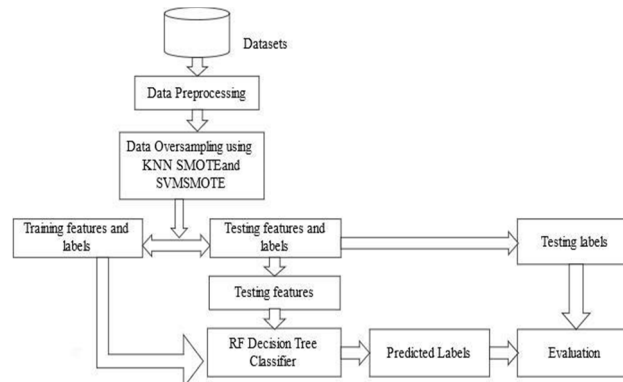 Datasets
Data Preprocessing
Data Oversampling using
KNN SMOTEand
SVMSMOTE
Training features and
labels
Testing features
and labels
Testing labels
Testing features
RF Decision Tree
Classifier
Predicted Labels
Evaluation